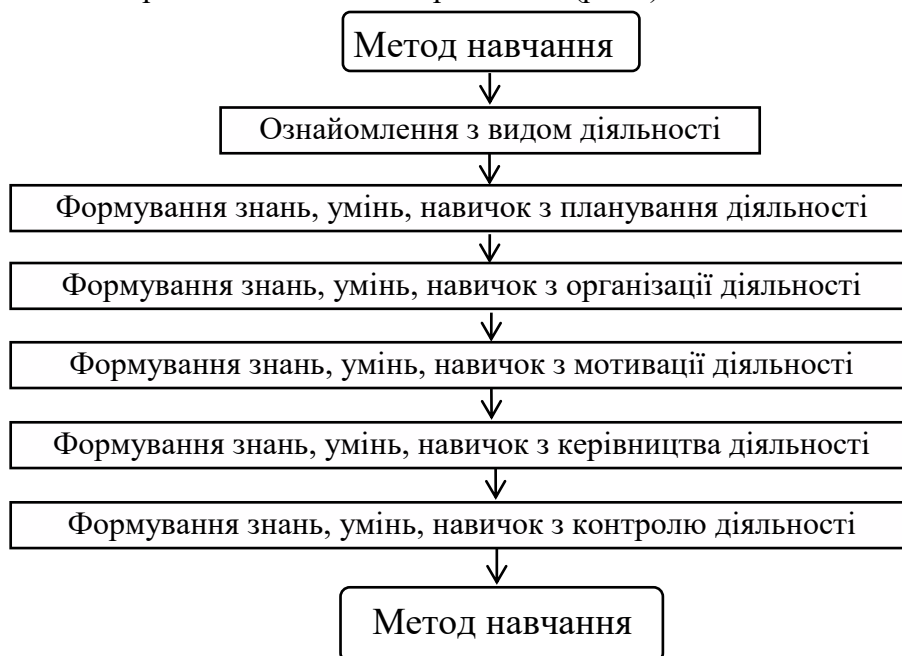 Метод навчання
Ознайомлення з видом діяльності
Формування знань, умінь, навичок з планування діяльності
Формування знань, умінь, навичок з організації діяльності
Формування знань, умінь, навичок з мотивації діяльності
Формування знань, умінь, навичок з керівництва діяльності
Формування знань, умінь, навичок з контролю діяльності
Метод навчання